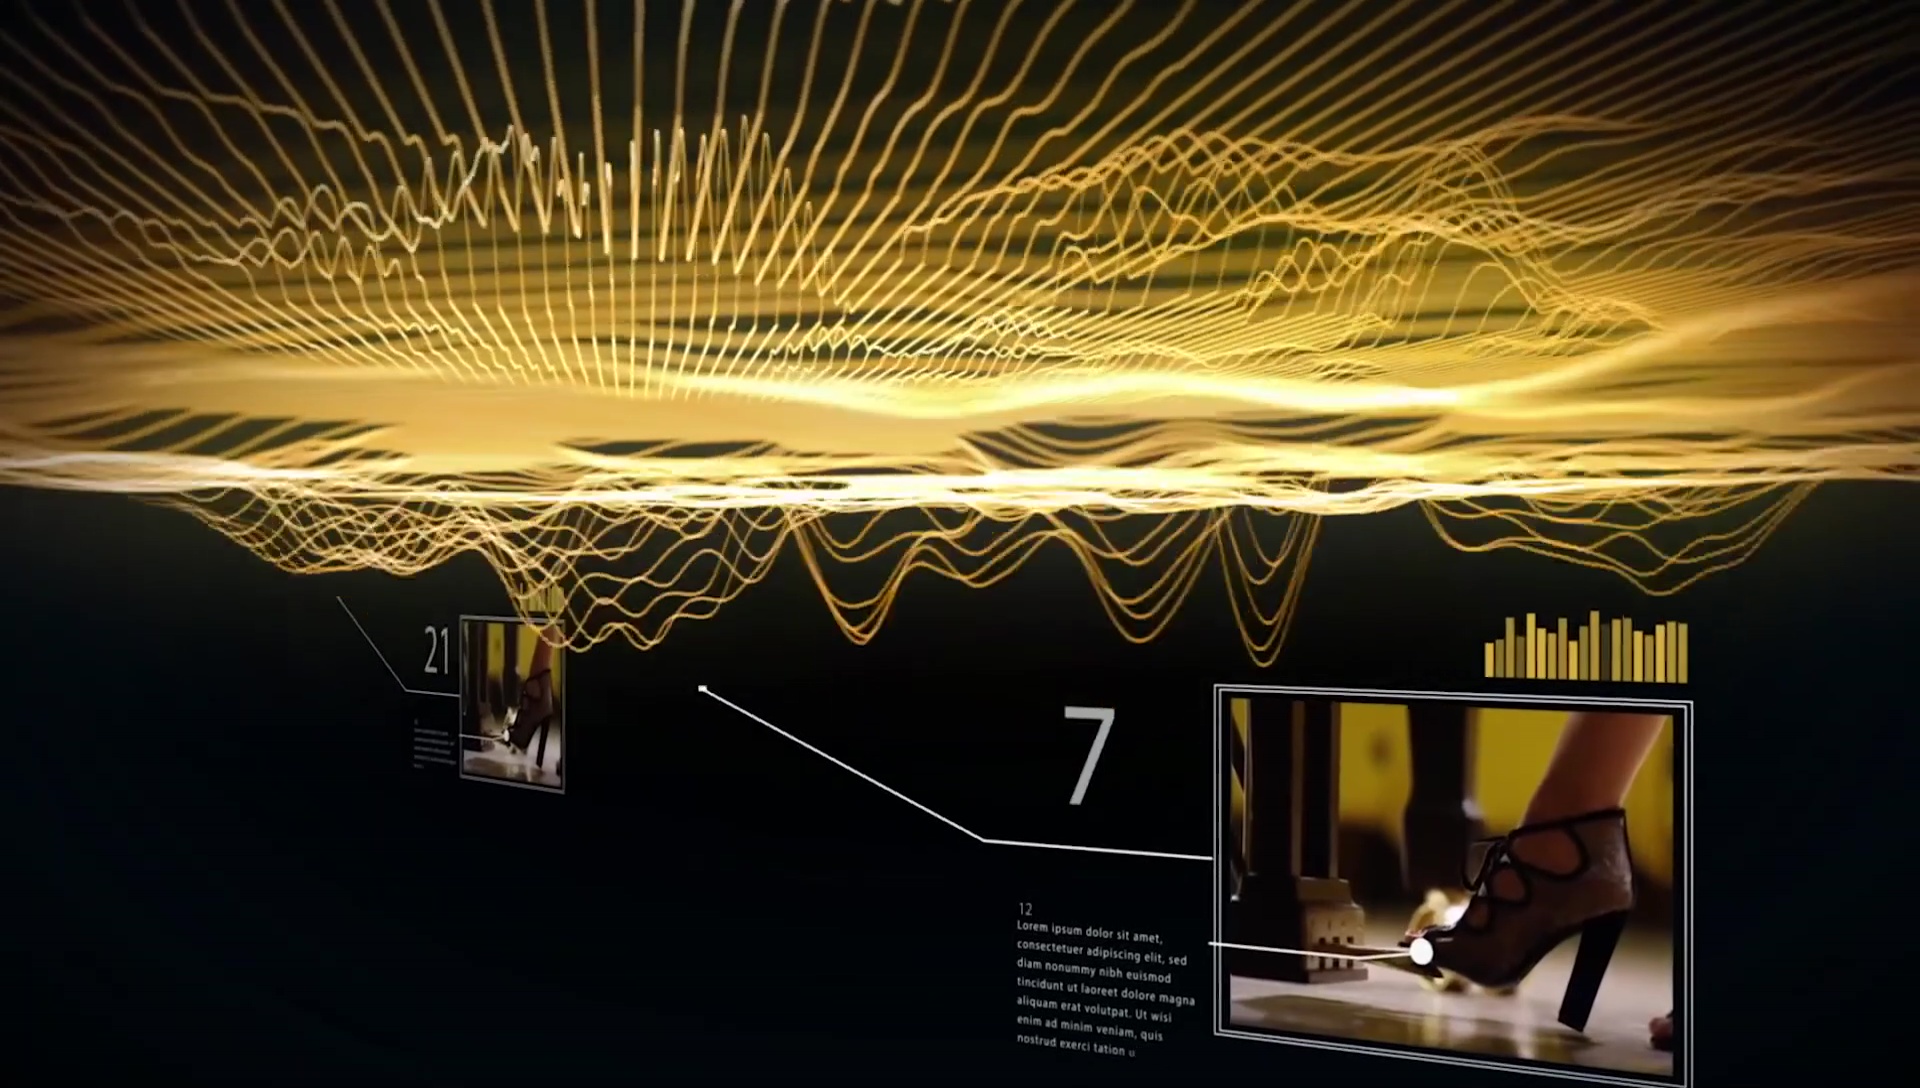 21
7
12
Lorem ipsum dolor sit amet,
consectetuer adipiscing elit, sed
diam nonummy nibh euismod
tincidunt ut laoreet dolore magna
aliquam erat volutpat. Ut wisi
enim ad minim veniam, quis
nostrud exerci tation u